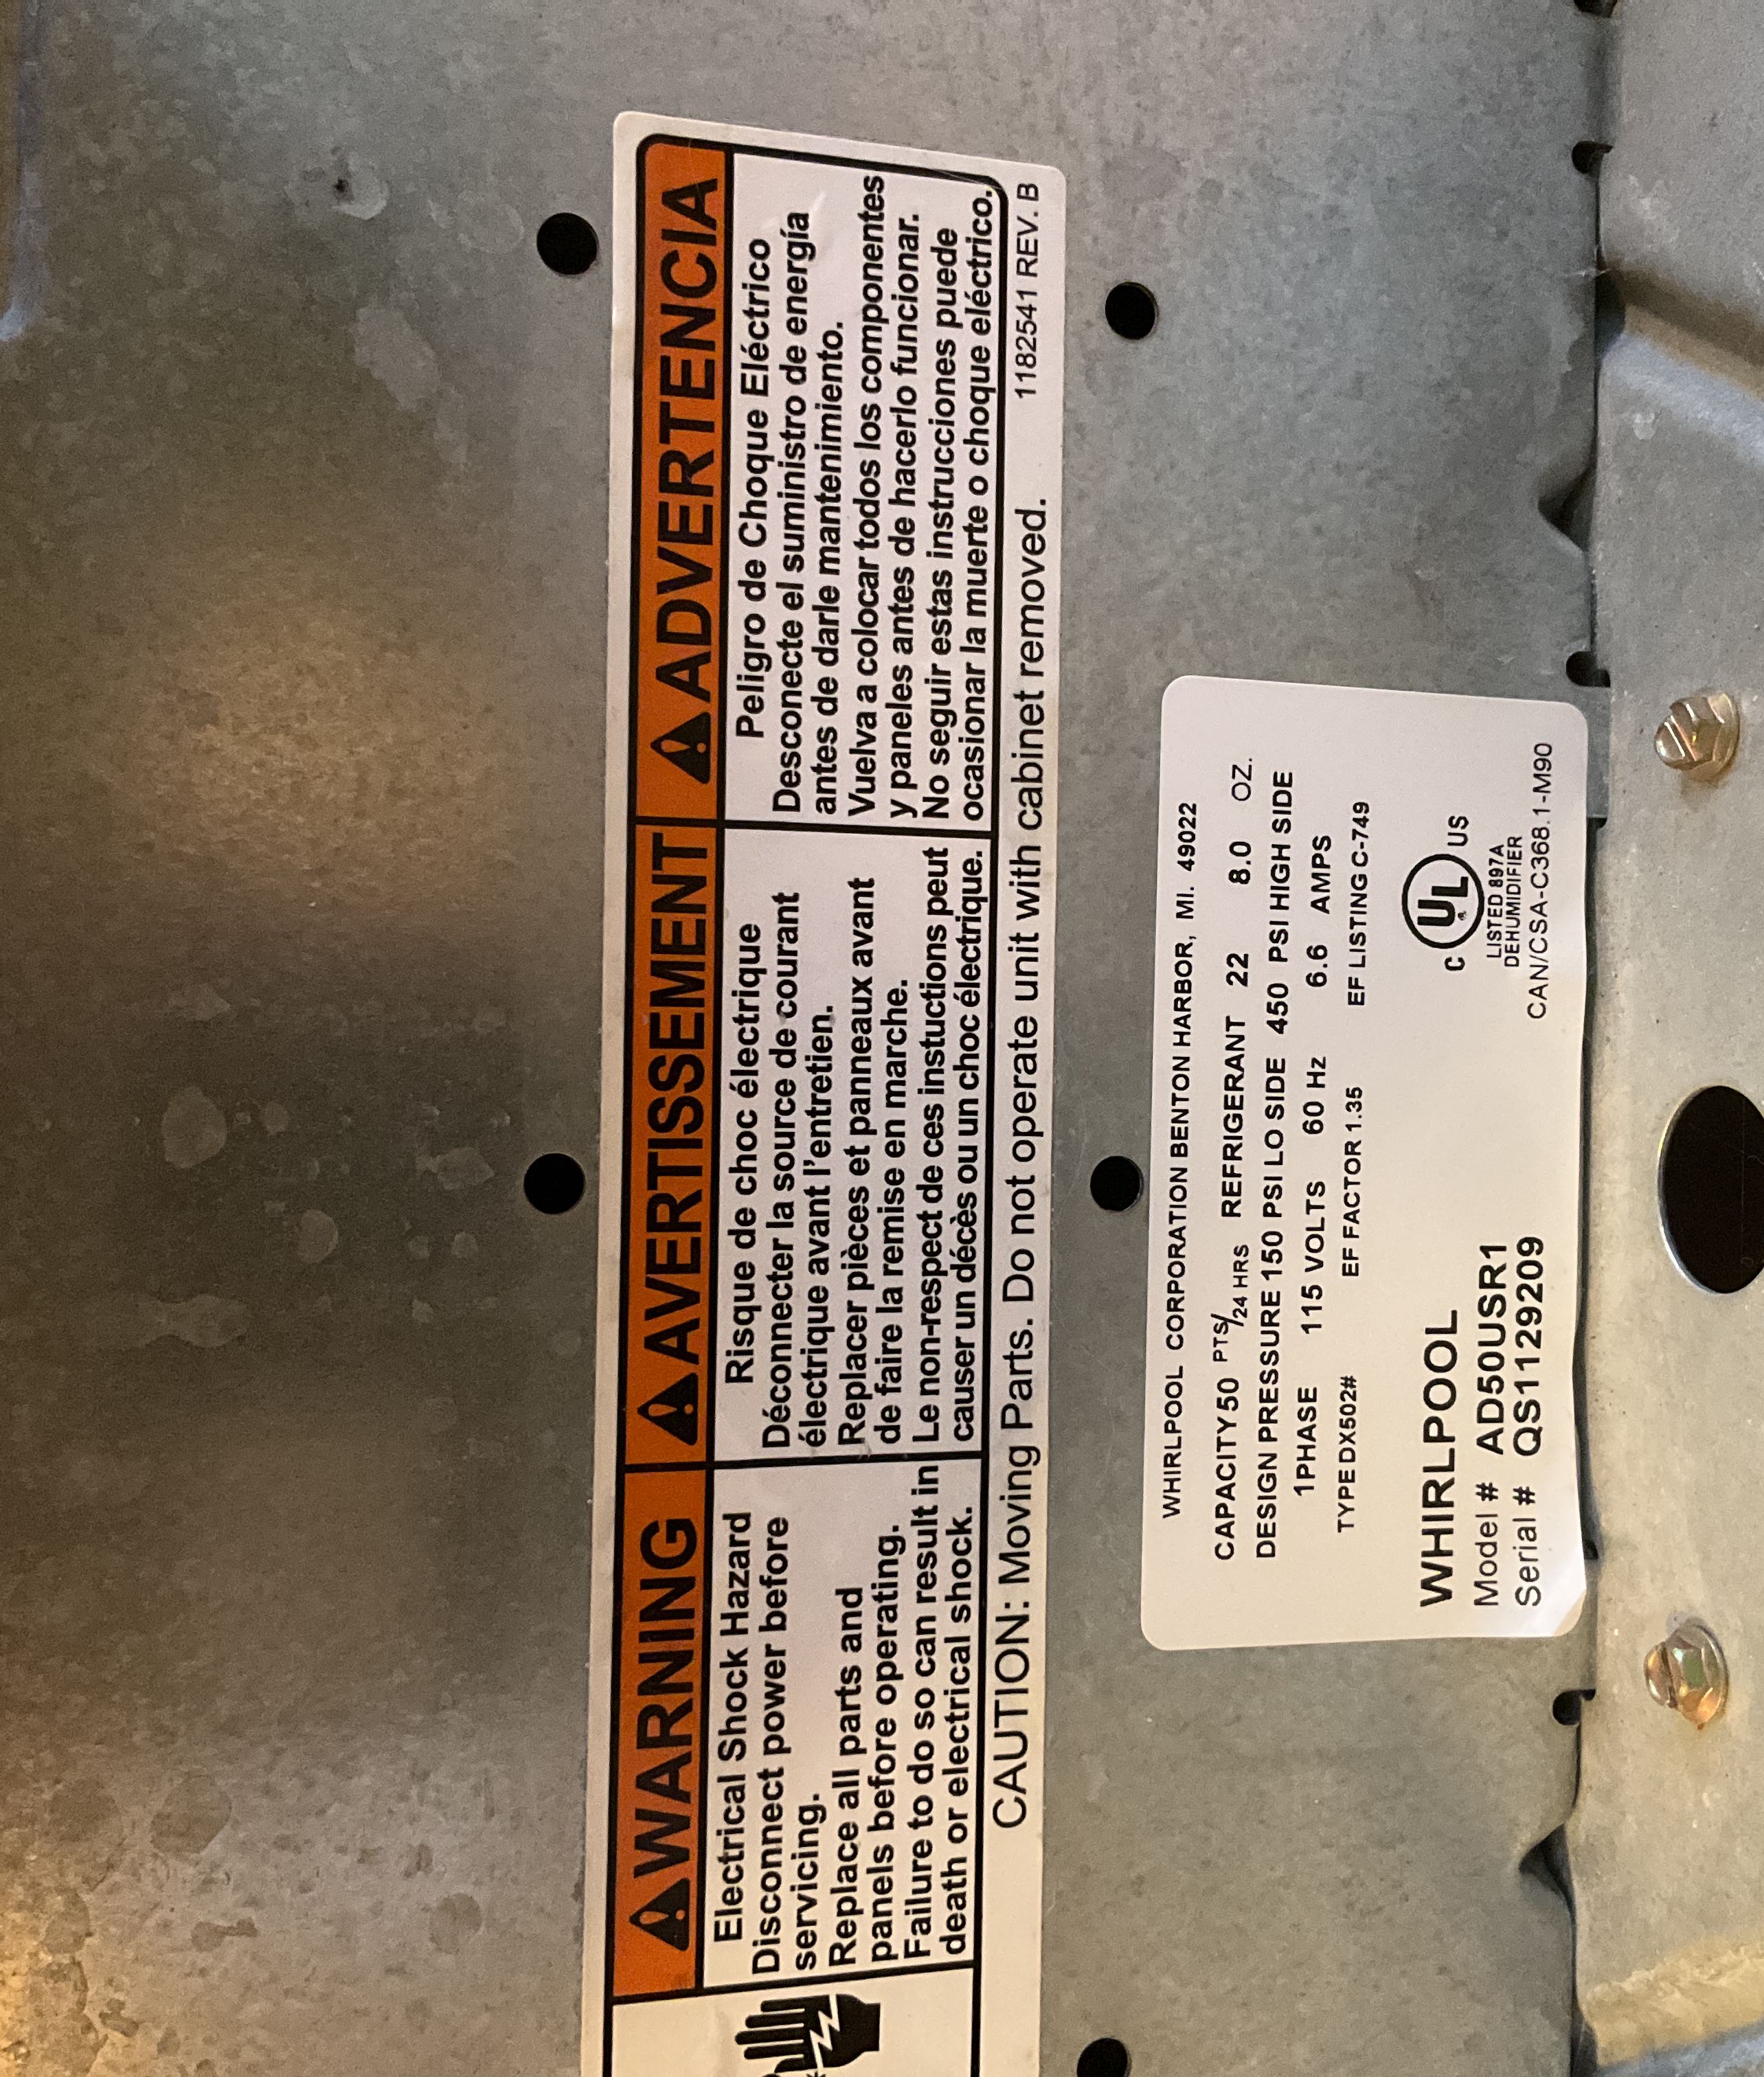 WARNING
Electrical Shock Hazard
Disconnect power before
servicing.
Replace all parts and
panels before operating.
Failure to do so can result in
death or electrical shock.
AVERTISSEMENT
Risque de choc électrique
Déconnecter la source de courant
électrique avant l'entretien.
Replacer pièces et panneaux avant
de faire la remise en marche.
Le non-respect de ces instuctions peut
causer un décès ou un choc électrique.
ADVERTENCIA
Peligro de Choque Eléctrico
Desconecte el suministro de energía
antes de darle mantenimiento.
Vuelva a colocar todos los componentes
y paneles antes de hacerlo funcionar.
No seguir estas instrucciones puede
ocasionar la muerte o choque eléctrico.
CAUTION: Moving Parts. Do not operate unit with cabinet removed. 1182541 REV. B
WHIRLPOOL CORPORATION BENTON HARBOR, MI. 49022
CAPACITY 50 PTS/24 HRS REFRIGERANT 22 8.0 OZ.
DESIGN PRESSURE 150 PSI LO SIDE 450 PSI HIGH SIDE
1PHASE 115 VOLTS 60 Hz 6.6 AMPS
TYPE DX502# EF FACTOR 1.35 EF LISTING C-749
WHIRLPOOL
Model # AD50USR1
Serial # QS1129209
C UL ® US
LISTED 897A
DEHUMIDIFIER
CAN/CSA-C368.1-M90